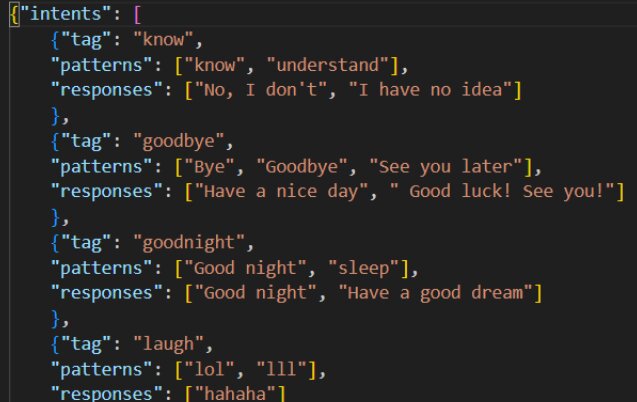 {"intents": [
{"tag": "know",
"patterns": ["know", "understand"],
"responses": ["No, I don't", "I have no idea"]
},
{"tag": "goodbye",
"patterns": ["Bye", "Goodbye", "See you later"],
"responses": ["Have a nice day", " Good luck! See you!"]
},
{"tag": "goodnight",
"patterns": ["Good night", "sleep"],
"responses": ["Good night", "Have a good dream"]
},
{"tag": "laugh",
"patterns": ["lol", "lll"],
"responses": ["hahaha"]